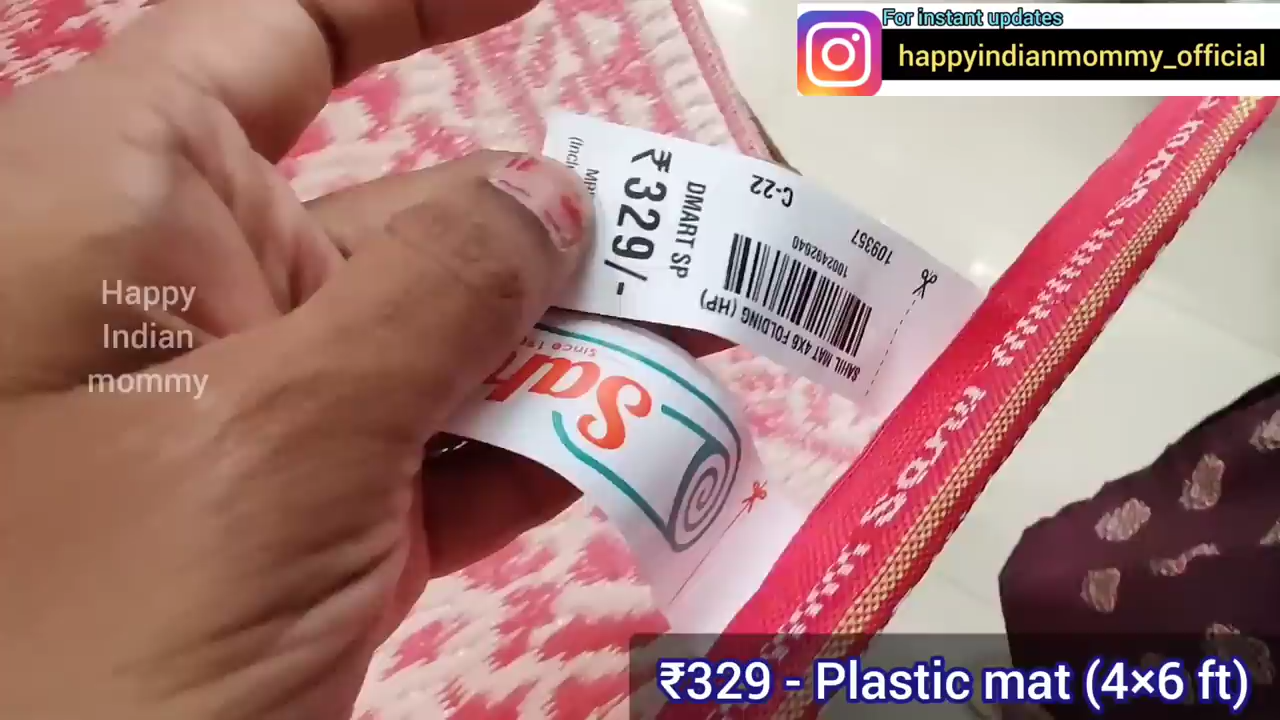 For instant updates
happyindianmommy_official
C-22
109357
DMART SP
₹329/-
1002492640
SAHIL MAT 4X6 FOLDING (HP)
Since
Happy
Indian
mommy
₹329 - Plastic mat (4×6 ft)